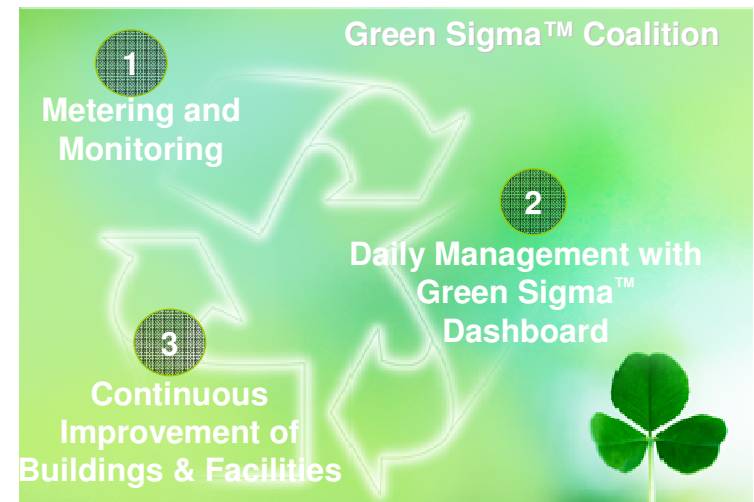 Green Sigma™ Coalition
1
Metering and
Monitoring
2
Daily Management with
Green Sigma™
Dashboard
3
Continuous
Improvement of
Buildings & Facilities